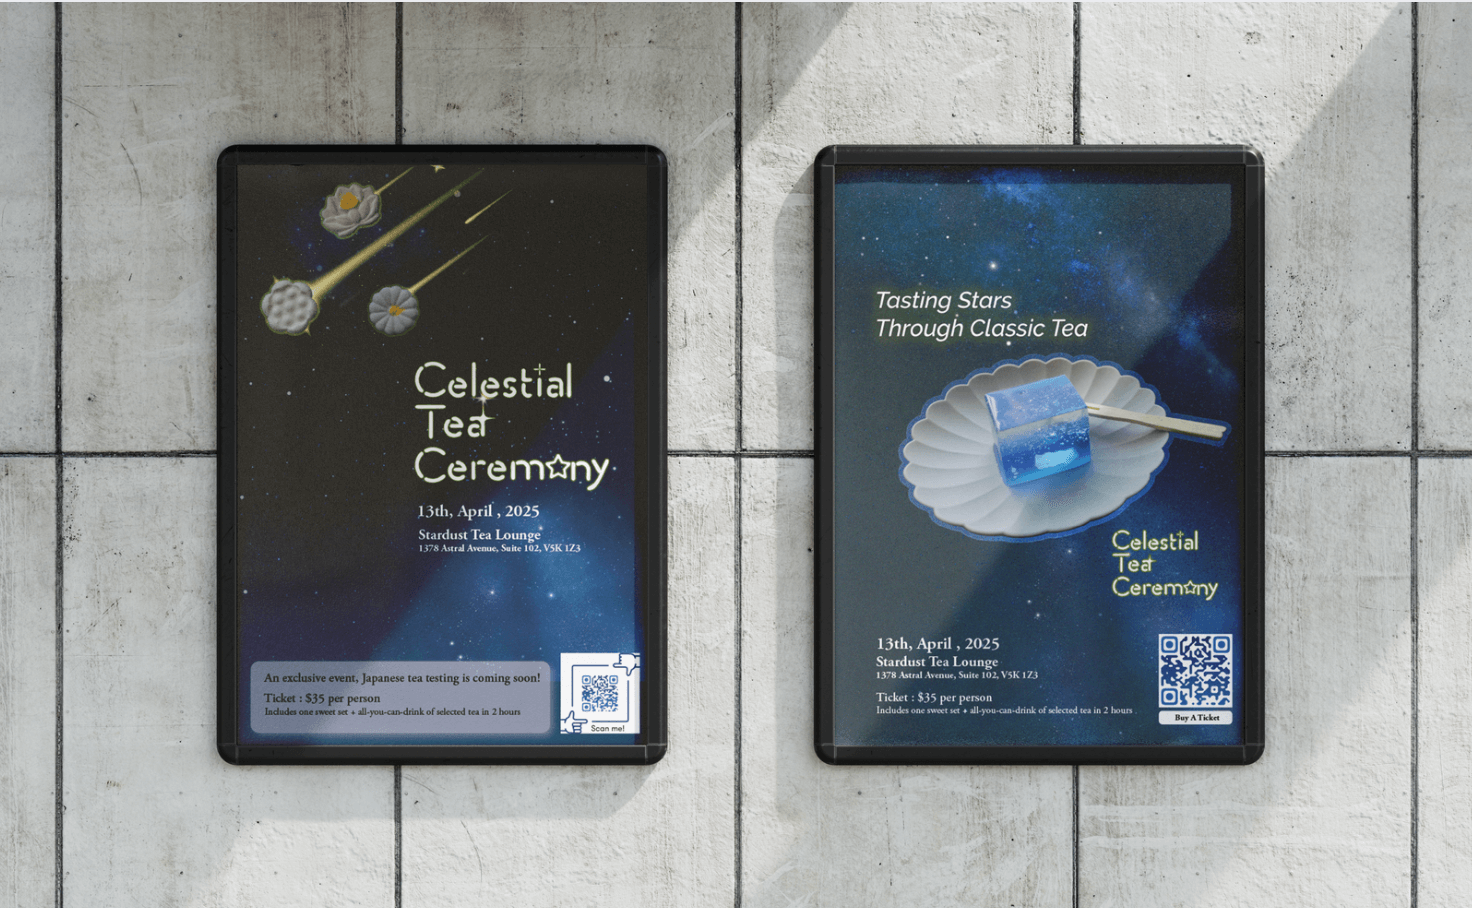 Celestial
Tea
Ceremony
13th, April , 2025
Stardust Tea Lounge
1378 Astral Avenue, Suite 102, V5K 1Z3
An exclusive event, Japanese tea testing is coming soon!
Ticket : $35 per person
Includes one sweet set + all-you-can-drink of selected tea in 2 hours
Scan me!
Tasting Stars
Through Classic Tea
Celestial
Tea
Ceremony
13th, April , 2025
Stardust Tea Lounge
1378 Astral Avenue, Suite 102, V5K 1Z3
Ticket : $35 per person
Includes one sweet set + all-you-can-drink of selected tea in 2 hours
Buy A Ticket